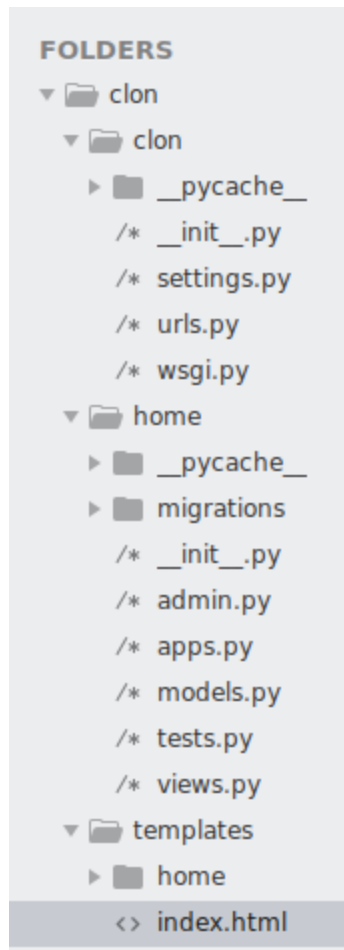 FOLDERS
clon
clon
__pycache__
/* __init__.py
/* settings.py
/* urls.py
/* wsgi.py
home
__pycache__
migrations
/* __init__.py
/* admin.py
/* apps.py
/* models.py
/* tests.py
/* views.py
templates
home
<> index.html